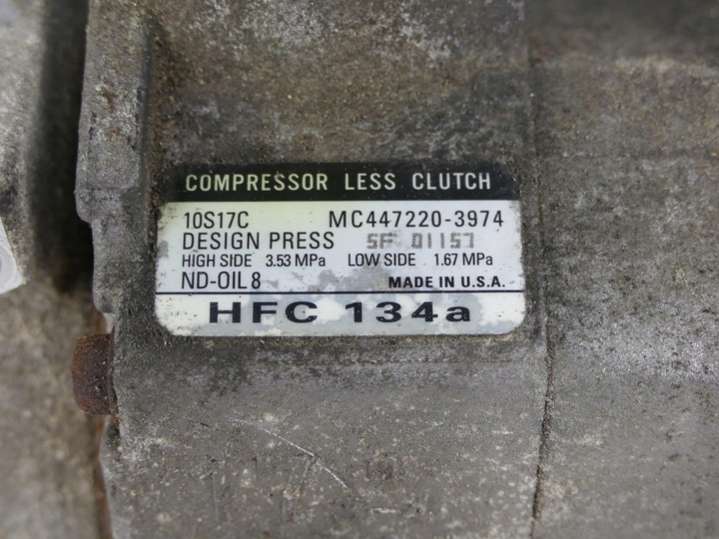 COMPRESSOR LESS CLUTCH
10S17C MC447220-3974
DESIGN PRESS SF 01157
HIGH SIDE 3.53 MPa LOW SIDE 1.67 MPa
ND-OIL 8 MADE IN U.S.A.
HFC 134a